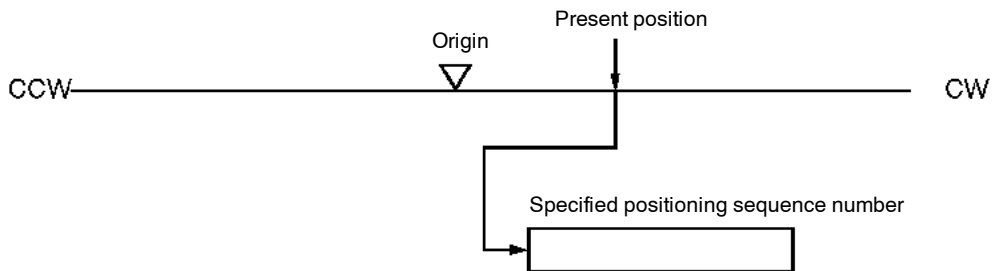 Present position
Origin
CCW
CW
Specified positioning sequence number